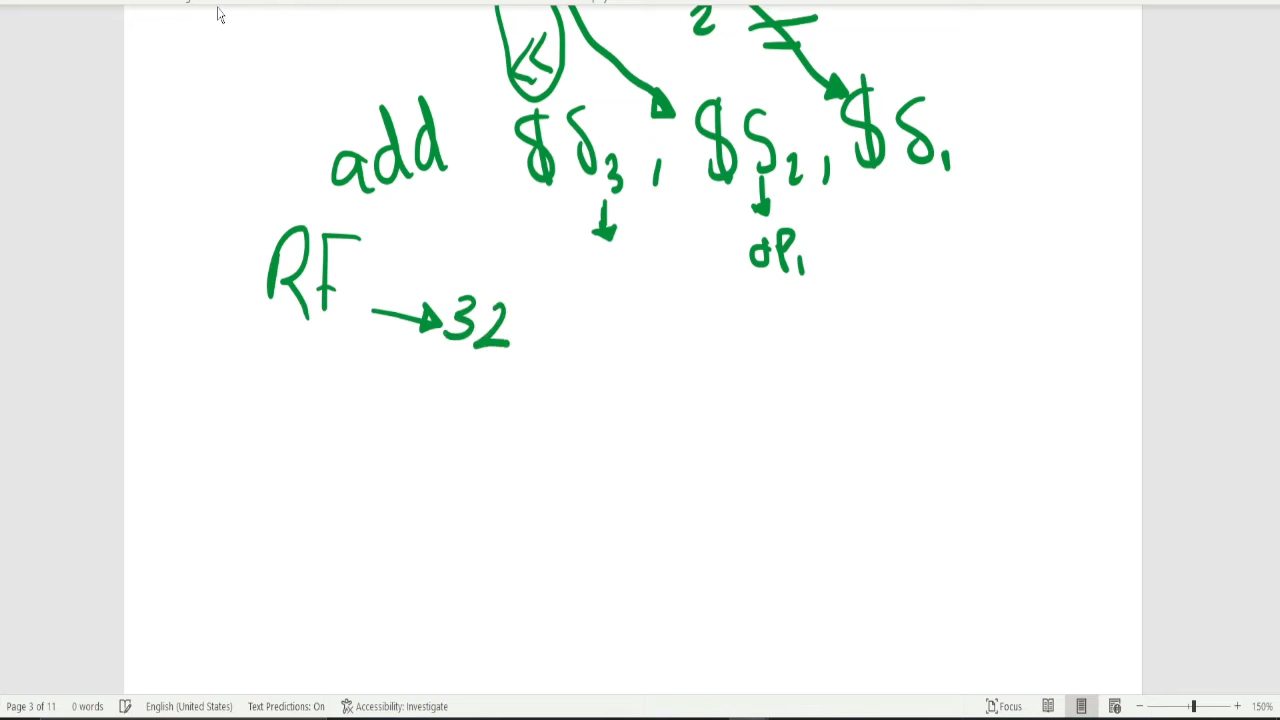 << 2
add $S3, $S2, $S1
OP1
RF
→32
Page 3 of 11 0 words English (United States) Text Predictions: On Accessibility: Investigate Focus 150%